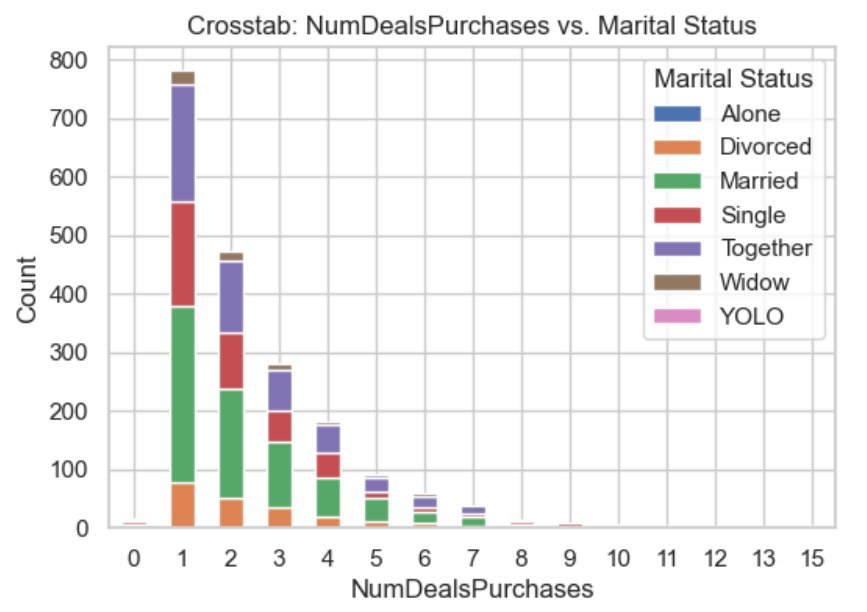 Crosstab: NumDealsPurchases vs. Marital Status
800
700
600
500
400
300
200
100
0
Count
Marital Status
Alone
Divorced
Married
Single
Together
Widow
YOLO
0 1 2 3 4 5 6 7 8 9 10 11 12 13 15
NumDealsPurchases